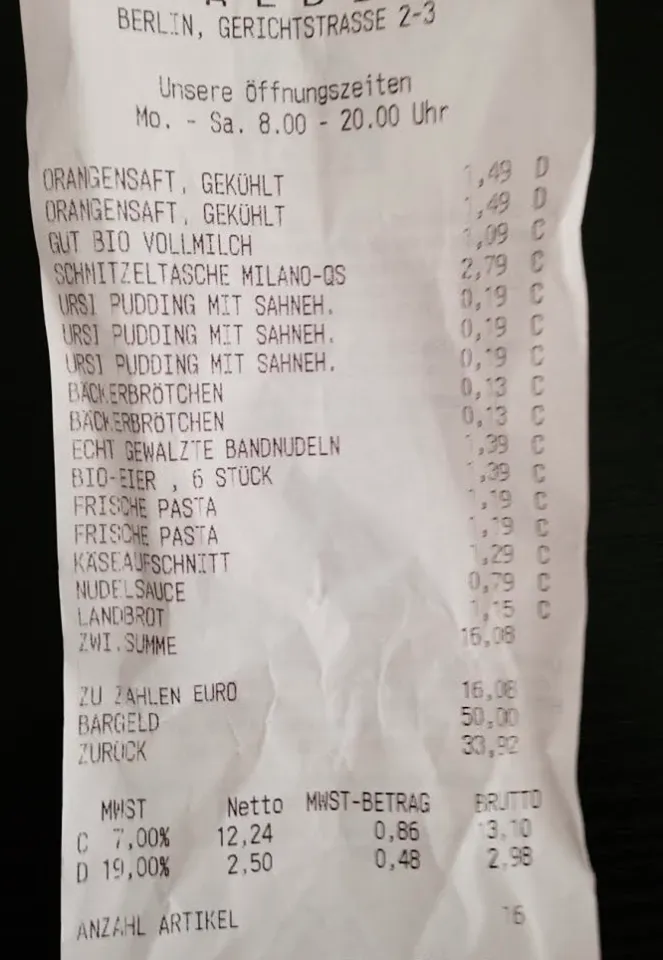 BERLIN, GERICHTSTRASSE 2-3
Unsere Öffnungszeiten
Mo. - Sa. 8.00 - 20.00 Uhr
ORANGENSAFT, GEKÜHLT 1,49 D
ORANGENSAFT, GEKÜHLT 1,49 D
GUT BIO VOLLMILCH 1,09 C
SCHNITZELTASCHE MILANO-QS 2,79 C
URSI PUDDING MIT SAHNEH. 0,19 C
URSI PUDDING MIT SAHNEH. 0,19 C
URSI PUDDING MIT SAHNEH. 0,19 C
BÄCKERBRÖTCHEN 0,13 C
BÄCKERBRÖTCHEN 0,13 C
ECHT GEWALZTE BANDNUDELN 1,39 C
BIO-EIER , 6 STÜCK 1,39 C
FRISCHE PASTA 1,19 C
FRISCHE PASTA 1,19 C
KÄSEAUFSCHNITT 1,29 C
NUDELSAUCE 0,79 C
LANDBROT 1,15 C
ZWI.SUMME 16,08
ZU ZAHLEN EURO 16,08
BARGELD 50,00
ZURÜCK 33,92
MWST Netto MWST-BETRAG BRUTTO
C 7,00% 12,24 0,86 13,10
D 19,00% 2,50 0,48 2,98
ANZAHL ARTIKEL 16